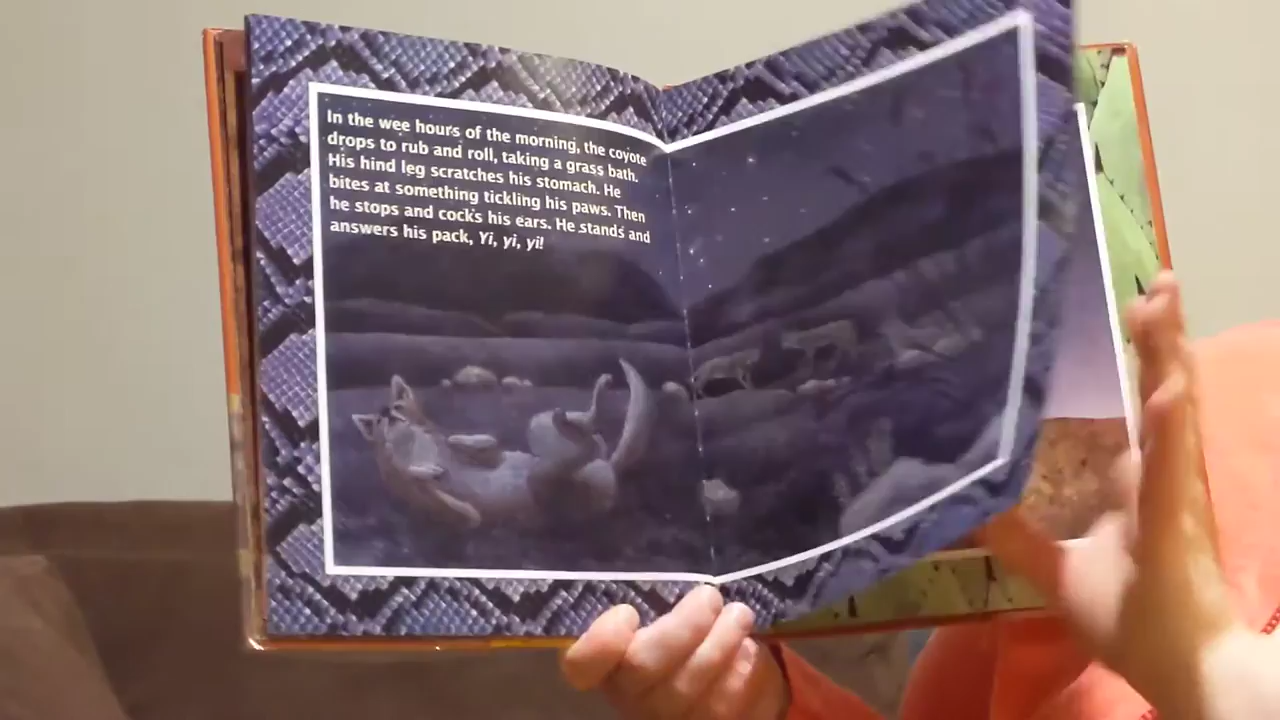 In the wee hours of the morning, the coyote
drops to rub and roll, taking a grass bath.
His hind leg scratches his stomach. He
bites at something tickling his paws. Then
he stops and cocks his ears. He stands and
answers his pack, Yi, yi, yi!